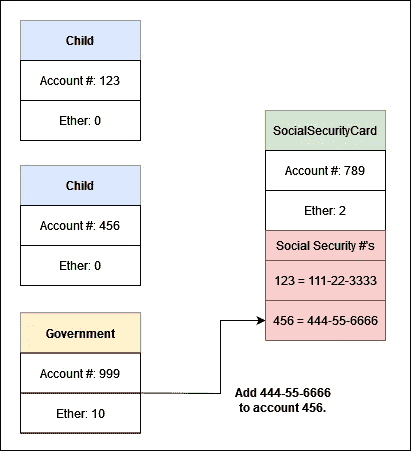 Child
Account #: 123
Ether: 0
Child
Account #: 456
Ether: 0
Government
Account #: 999
Ether: 10
SocialSecurityCard
Account #: 789
Ether: 2
Social Security #'s
123 = 111-22-3333
456 = 444-55-6666
Add 444-55-6666
to account 456.